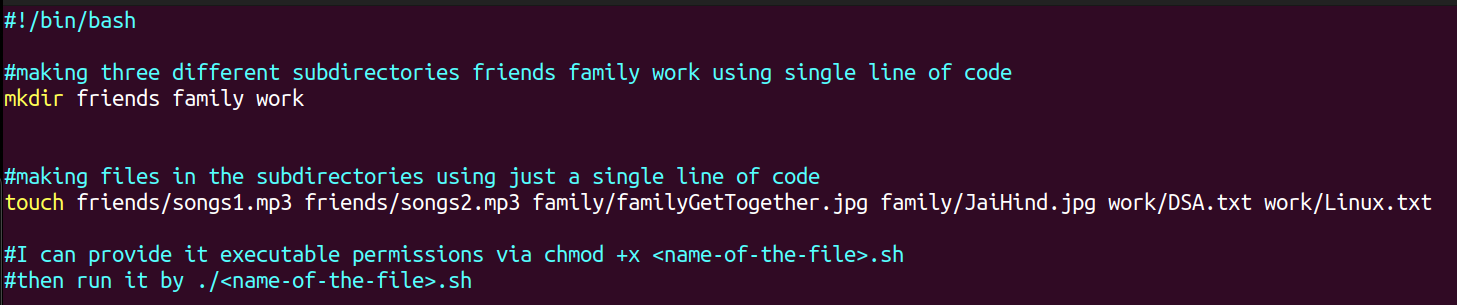 #!/bin/bash
#making three different subdirectories friends family work using single line of code
mkdir friends family work
#making files in the subdirectories using just a single line of code
touch friends/songs1.mp3 friends/songs2.mp3 family/familyGetTogether.jpg family/JaiHind.jpg work/DSA.txt work/Linux.txt
#I can provide it executable permissions via chmod +x <name-of-the-file>.sh
#then run it by ./<name-of-the-file>.sh